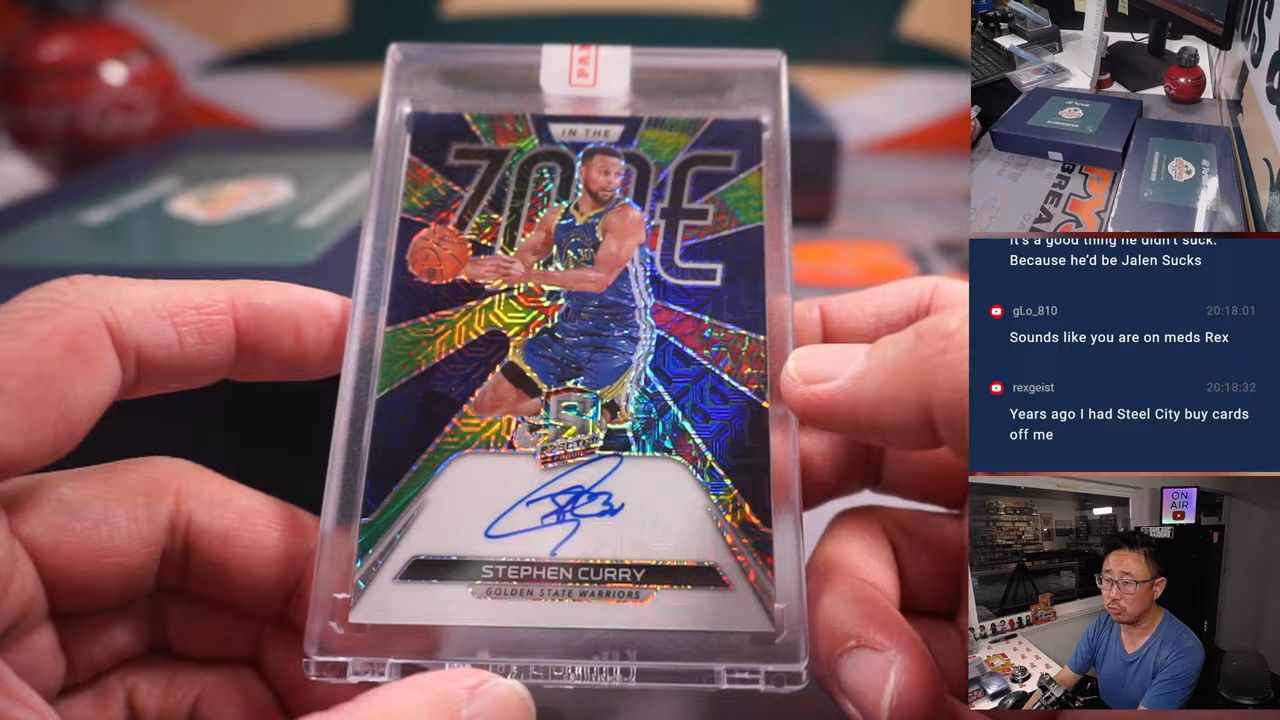 IN THE
ZONE
SPECTRA
PANINI
STEPHEN CURRY
GOLDEN STATE WARRIORS
It's a good thing he didn't suck.
Because he'd be Jalen Sucks
gLo_810
20:18:01
Sounds like you are on meds Rex
rexgeist
20:18:32
Years ago I had Steel City buy cards
off me
ON
AIR